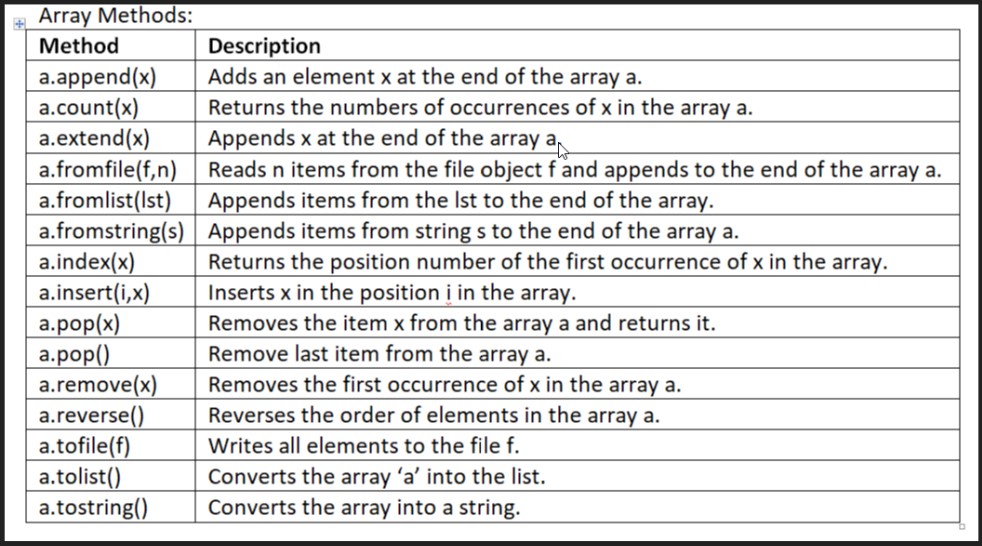 Array Methods:
Method Description
a.append(x) Adds an element x at the end of the array a.
a.count(x) Returns the numbers of occurrences of x in the array a.
a.extend(x) Appends x at the end of the array a.
a.fromfile(f,n) Reads n items from the file object f and appends to the end of the array a.
a.fromlist(lst) Appends items from the lst to the end of the array.
a.fromstring(s) Appends items from string s to the end of the array a.
a.index(x) Returns the position number of the first occurrence of x in the array.
a.insert(i,x) Inserts x in the position i in the array.
a.pop(x) Removes the item x from the array a and returns it.
a.pop() Remove last item from the array a.
a.remove(x) Removes the first occurrence of x in the array a.
a.reverse() Reverses the order of elements in the array a.
a.tofile(f) Writes all elements to the file f.
a.tolist() Converts the array ‘a’ into the list.
a.tostring() Converts the array into a string.